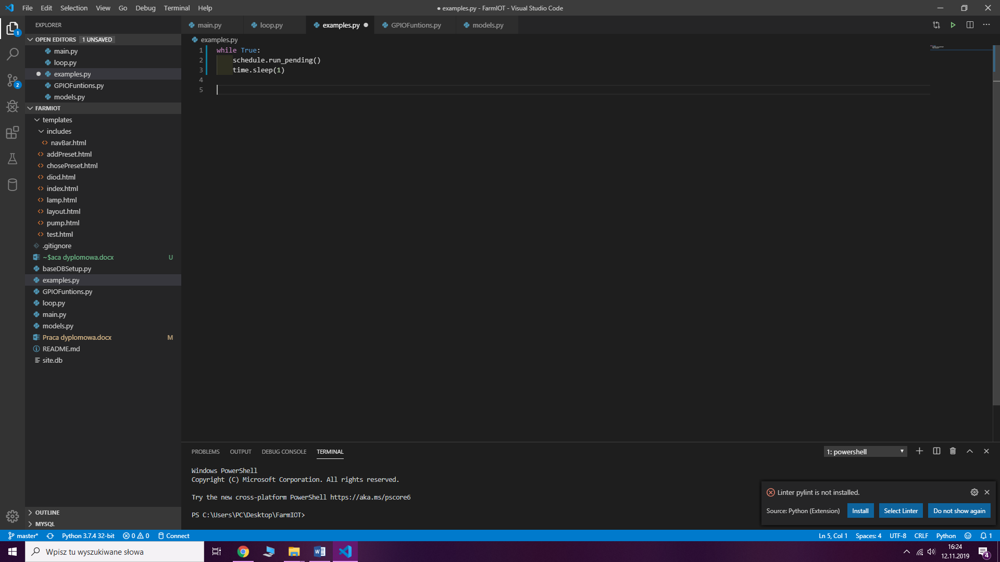 File Edit Selection View Go Debug Terminal Help
● examples.py - FarmIOT - Visual Studio Code
EXPLORER
OPEN EDITORS 1 UNSAVED
main.py
loop.py
examples.py
GPIOFuntions.py
models.py
FARMIOT
templates
includes
navBar.html
addPreset.html
chosePreset.html
diod.html
index.html
lamp.html
layout.html
pump.html
test.html
.gitignore
~$aca dyplomowa.docx U
baseDBSetup.py
examples.py
GPIOFuntions.py
loop.py
main.py
models.py
Praca dyplomowa.docx M
README.md
site.db
OUTLINE
MYSQL
1
2
main.py loop.py examples.py GPIOFuntions.py models.py
examples.py
1 while True:
2 schedule.run_pending()
3 time.sleep(1)
4
5
PROBLEMS OUTPUT DEBUG CONSOLE TERMINAL
1: powershell
Windows PowerShell
Copyright (C) Microsoft Corporation. All rights reserved.
Try the new cross-platform PowerShell https://aka.ms/pscore6
PS C:\Users\PC\Desktop\FarmIOT>
Linter pylint is not installed.
Source: Python (Extension) Install Select Linter Do not show again
master* Python 3.7.4 32-bit 0 0 Connect
Ln 5, Col 1 Spaces: 4 UTF-8 CRLF Python 1
Wpisz tu wyszukiwane słowa
16:24
12.11.2019
4